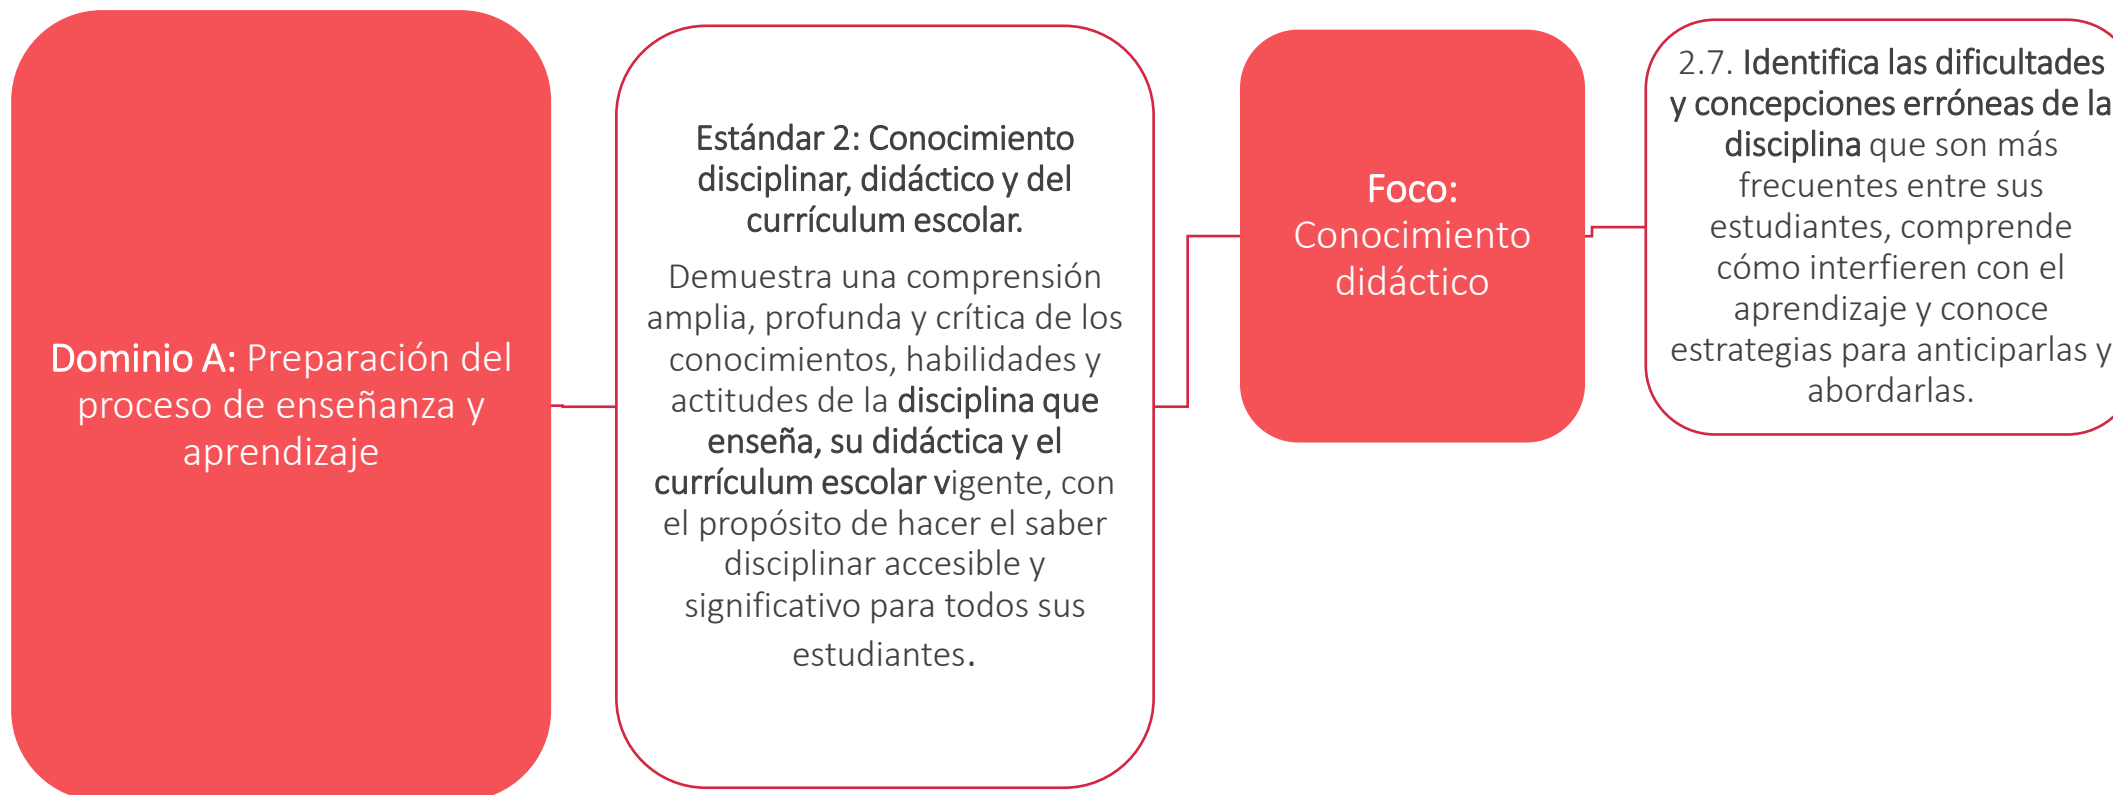 Dominio A: Preparación del
proceso de enseñanza y
aprendizaje
Estándar 2: Conocimiento
disciplinar, didáctico y del
currículum escolar.
Demuestra una comprensión
amplia, profunda y crítica de los
conocimientos, habilidades y
actitudes de la disciplina que
enseña, su didáctica y el
currículum escolar vigente, con
el propósito de hacer el saber
disciplinar accesible y
significativo para todos sus
estudiantes.
Foco:
Conocimiento
didáctico
2.7. Identifica las dificultades
y concepciones erróneas de la
disciplina que son más
frecuentes entre sus
estudiantes, comprende
cómo interfieren con el
aprendizaje y conoce
estrategias para anticiparlas y
abordarlas.